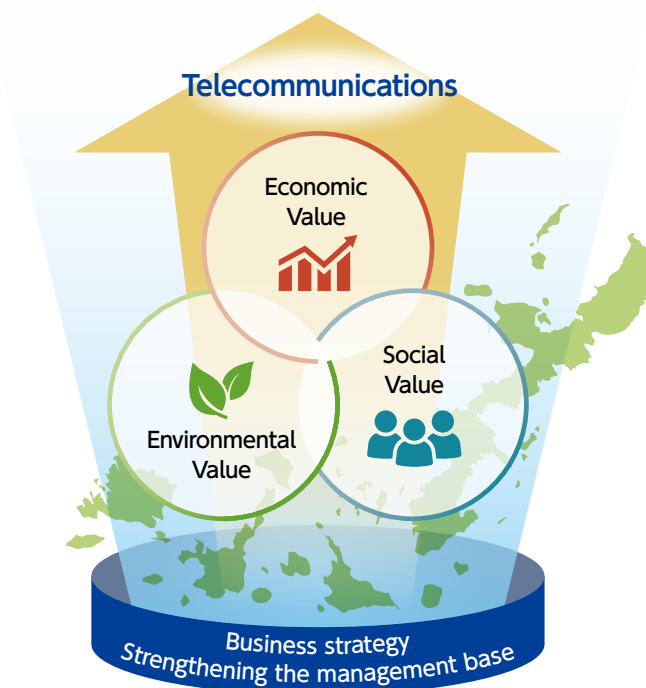 Telecommunications
Economic
Value
Social
Value
Environmental
Value
Business strategy
Strengthening the management base